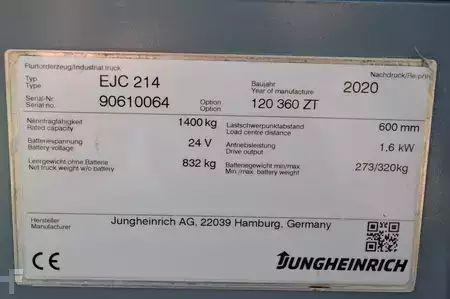 Flurförderzeug/Industrial truck
Typ EJC 214 Baujahr 2020
Type Year of manufacture
Serial-Nr. 90610064 Option 120 360 ZT
Serial no. Option
Nenntragfähigkeit 1400 kg Lastschwerpunktabstand 600 mm
Rated capacity Load centre distance
Batteriespannung 24 V Antriebsleistung 1,6 kW
Battery voltage Drive output
Leergewicht ohne Batterie 832 kg Batteriegewicht min/max 273/320kg
Net truck weight w/o battery Min./max. battery weight
Hersteller Jungheinrich AG, 22039 Hamburg, Germany
Manufacturer
CE JUNGHEINRICH